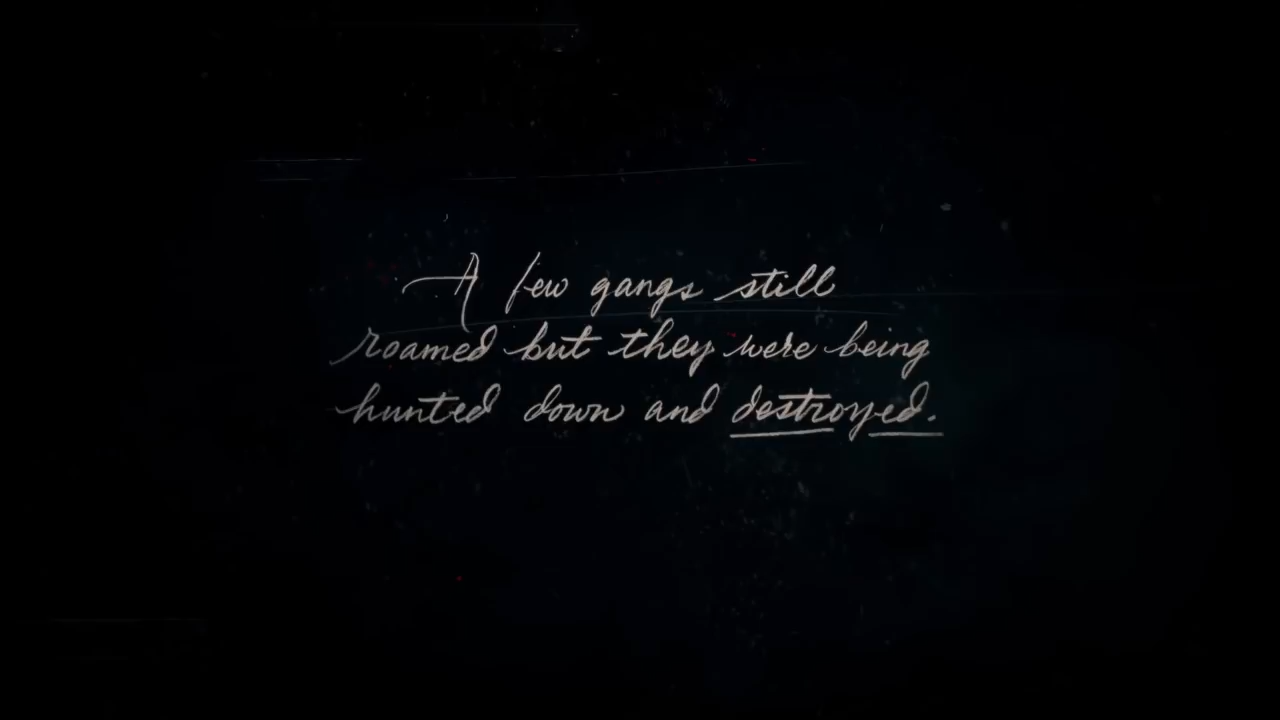 A few gangs still
roamed but they were being
hunted down and destroyed.